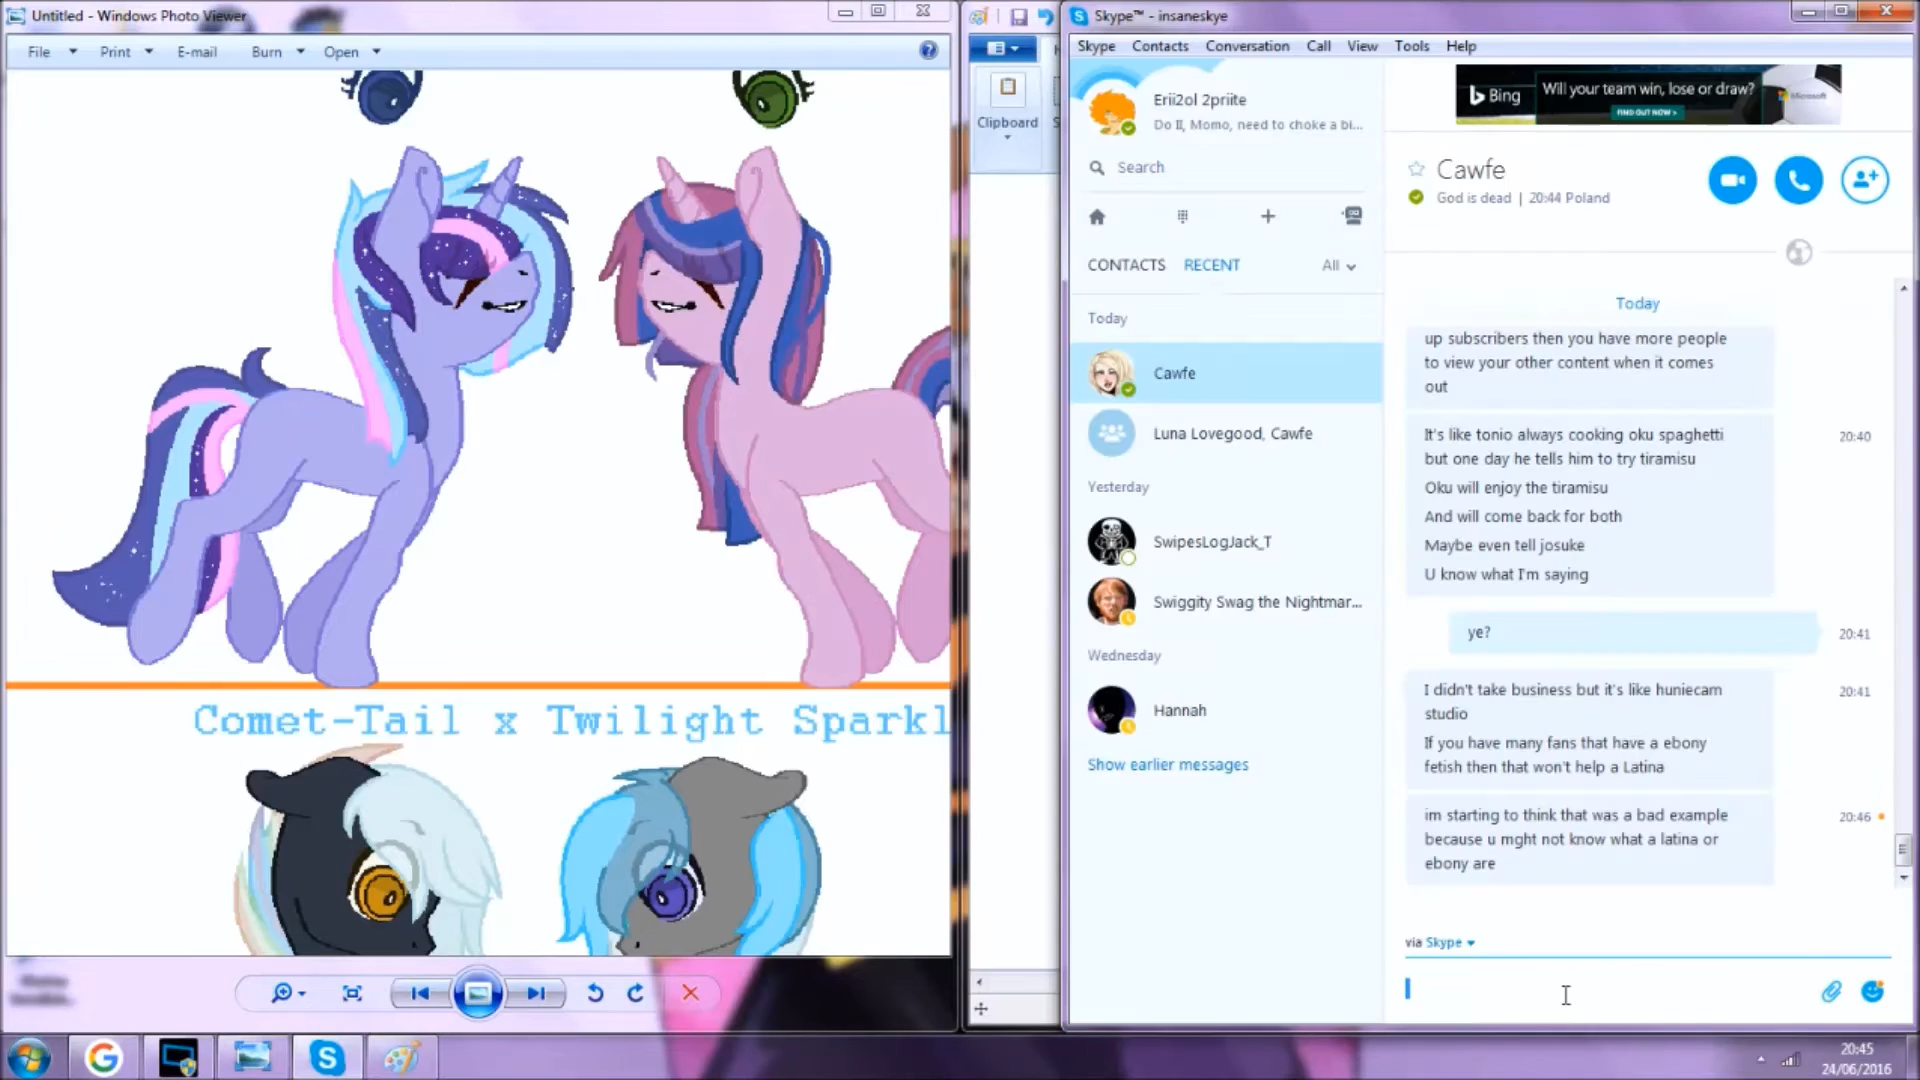 Untitled - Windows Photo Viewer
File
Print
E-mail
Burn
Open
Comet-Tail x Twilight Sparkl
Clipboard
Skype™ - insaneskye
Skype
Contacts
Conversation
Call
View
Tools
Help
Erii2ol 2priite
Do II, Momo, need to choke a bi...
Search
CONTACTS
RECENT
All
Today
Cawfe
Luna Lovegood, Cawfe
Yesterday
SwipesLogJack_T
Swiggity Swag the Nightmar...
Wednesday
Hannah
Show earlier messages
Bing
Will your team win, lose or draw?
FIND OUT NOW >
Microsoft
Cawfe
God is dead | 20:44 Poland
Today
up subscribers then you have more people
to view your other content when it comes
out
It's like tonio always cooking oku spaghetti
20:40
but one day he tells him to try tiramisu
Oku will enjoy the tiramisu
And will come back for both
Maybe even tell josuke
U know what I'm saying
ye?
20:41
I didn't take business but it's like huniecam
20:41
studio
If you have many fans that have a ebony
fetish then that won't help a Latina
im starting to think that was a bad example
20:46
because u mght not know what a latina or
ebony are
via Skype
20:45
24/06/2016